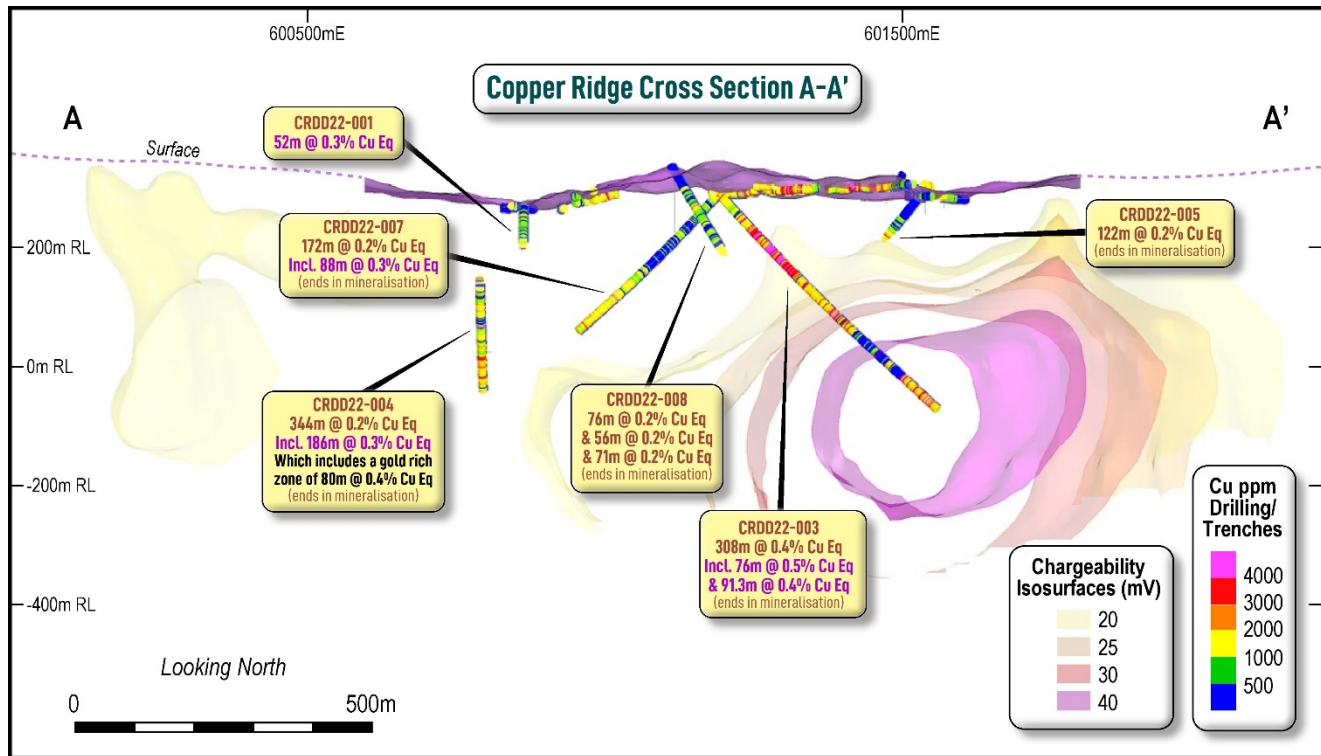 600500mE
601500mE
Copper Ridge Cross Section A-A'
A
A'
Surface
CRDD22-001
52m @ 0.3% Cu Eq
CRDD22-007
172m @ 0.2% Cu Eq
Incl. 88m @ 0.3% Cu Eq
(ends in mineralisation)
CRDD22-005
122m @ 0.2% Cu Eq
(ends in mineralisation)
200m RL
0m RL
-200m RL
-400m RL
CRDD22-004
344m @ 0.2% Cu Eq
Incl. 186m @ 0.3% Cu Eq
Which includes a gold rich
zone of 80m @ 0.4% Cu Eq
(ends in mineralisation)
CRDD22-008
76m @ 0.2% Cu Eq
& 56m @ 0.2% Cu Eq
& 71m @ 0.2% Cu Eq
(ends in mineralisation)
CRDD22-003
308m @ 0.4% Cu Eq
Incl. 76m @ 0.5% Cu Eq
& 91.3m @ 0.4% Cu Eq
(ends in mineralisation)
Looking North
0
500m
Chargeability
Isosurfaces (mV)
20
25
30
40
Cu ppm
Drilling/
Trenches
4000
3000
2000
1000
500